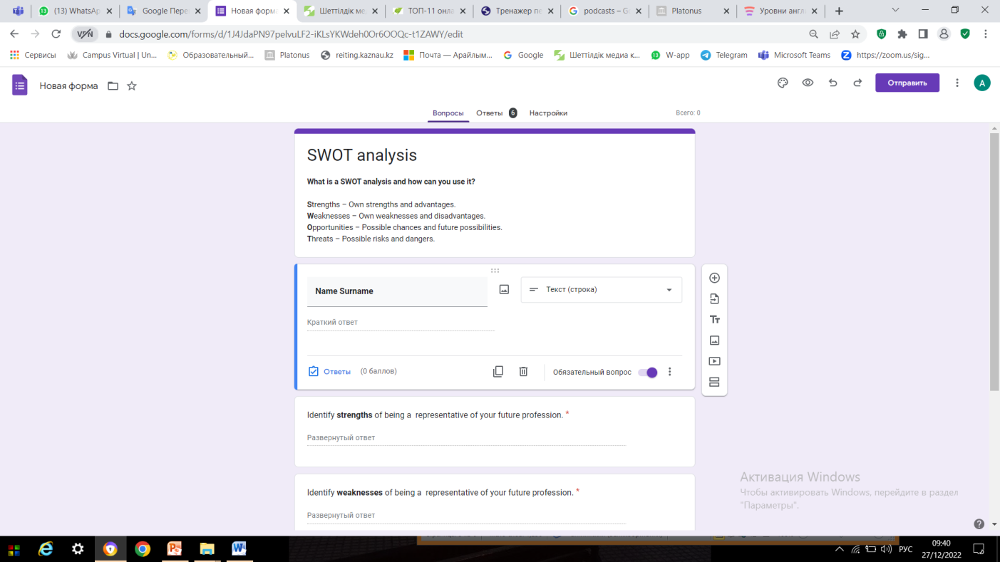 (13) WhatsAp
Google Пере
Новая форма
Шеттілдік ме
ТОП-11 онла
Тренажер пе
podcasts – G
Platonus
Уровни англ
VPN
docs.google.com/forms/d/1J4JdaPN97pelvuLF2-iKLsYKWdeh0Or6OOQc-t1ZAWY/edit
Сервисы
Campus Virtual | Un...
Образовательный...
Platonus
reiting.kaznau.kz
Почта — Арайлым...
Google
Шеттілдік медиа к...
W-app
Telegram
Microsoft Teams
https://zoom.us/sig...
Новая форма
Отправить
A
Вопросы
Ответы 6
Настройки
Всего: 0
SWOT analysis
What is a SWOT analysis and how can you use it?
Strengths – Own strengths and advantages.
Weaknesses – Own weaknesses and disadvantages.
Opportunities – Possible chances and future possibilities.
Threats – Possible risks and dangers.
Name Surname
Текст (строка)
Краткий ответ
Ответы (0 баллов)
Обязательный вопрос
Identify strengths of being a representative of your future profession. *
Развернутый ответ
Identify weaknesses of being a representative of your future profession. *
Развернутый ответ
Активация Windows
Чтобы активировать Windows, перейдите в раздел
"Параметры".
РУС
09:40
27/12/2022